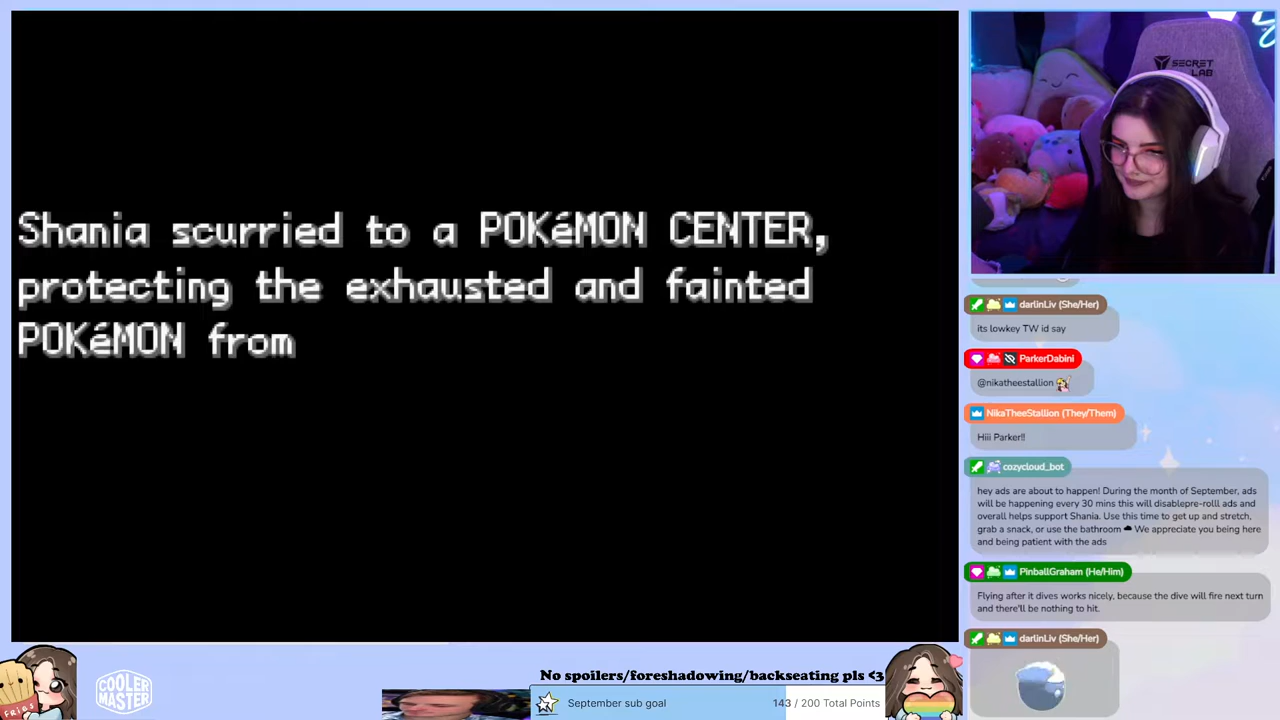 Shania scurried to a POKéMON CENTER,
protecting the exhausted and fainted
POKéMON from
SECRET
LAB
darlinLiv (She/Her)
its lowkey TW id say
ParkerDabini
@nikatheestallion
NikaTheeStallion (They/Them)
Hiii Parker!!
cozycloud_bot
hey ads are about to happen! During the month of September, ads
will be happening every 30 mins this will disablepre-rolll ads and
overall helps support Shania. Use this time to get up and stretch,
grab a snack, or use the bathroom We appreciate you being here
and being patient with the ads
PinballGraham (He/Him)
Flying after it dives works nicely, because the dive will fire next turn
and there'll be nothing to hit.
darlinLiv (She/Her)
FRIES
COOLER
MASTER
No spoilers/foreshadowing/backseating pls <3
September sub goal
143 / 200 Total Points